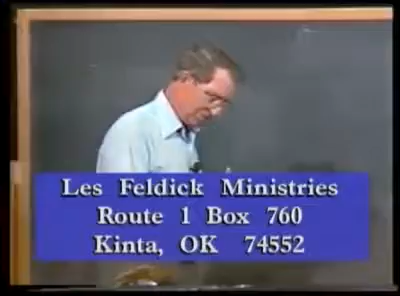 Les Feldick Ministries
Route 1 Box 760
Kinta, OK 74552